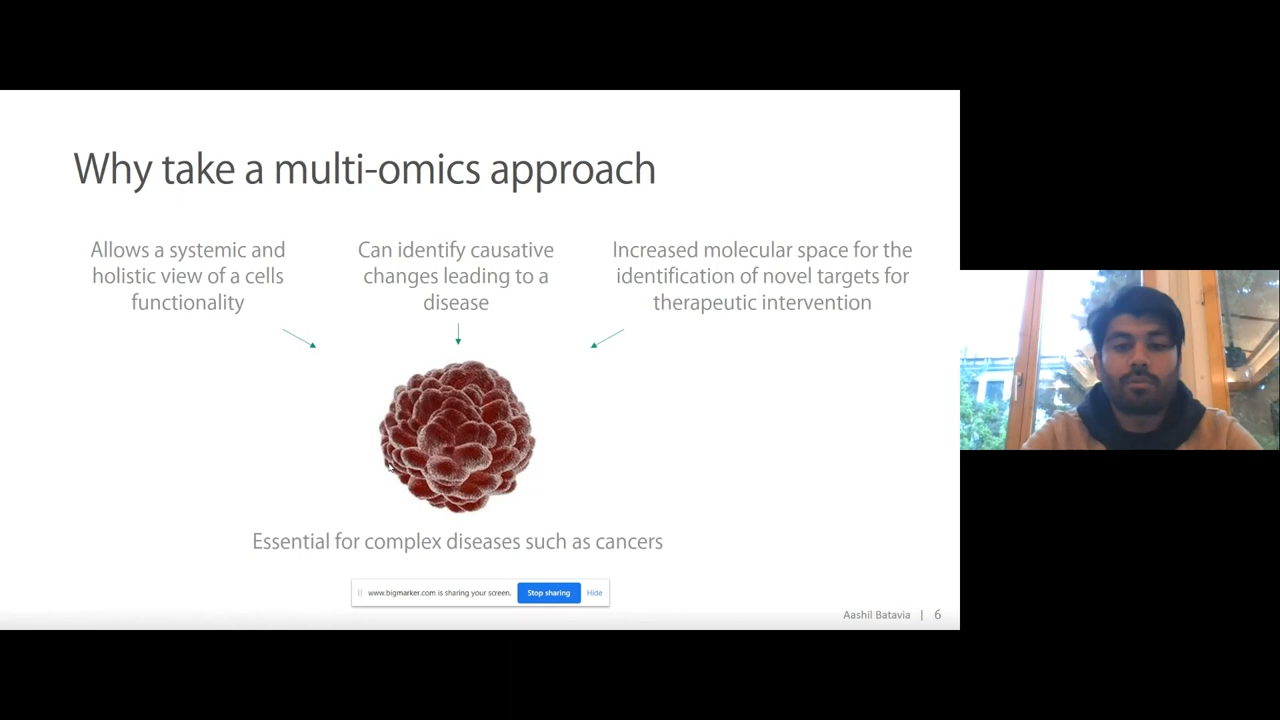 Why take a multi-omics approach
Allows a systemic and
holistic view of a cells
functionality
Can identify causative
changes leading to a
disease
Increased molecular space for the
identification of novel targets for
therapeutic intervention
Essential for complex diseases such as cancers
www.bigmarker.com is sharing your screen. Stop sharing Hide
Aashil Batavia | 6